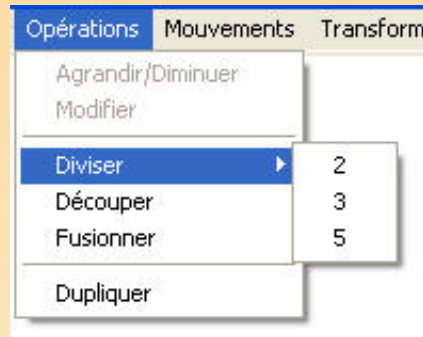 Opérations Mouvements Transform
Agrandir/Diminuer
Modifier
Diviser 2
Découper 3
Fusionner 5
Dupliquer